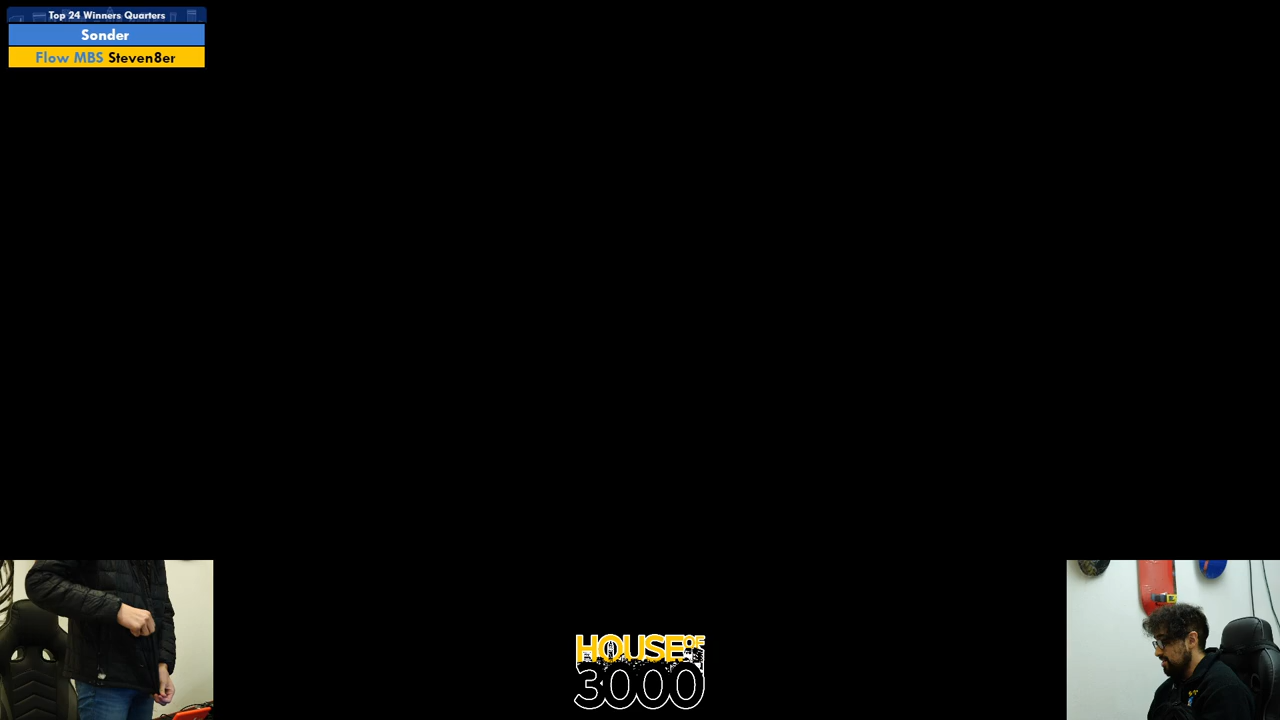 Top 24 Winners Quarters
Sonder
Flow MBS Steven8er
HOUSE OF
3000